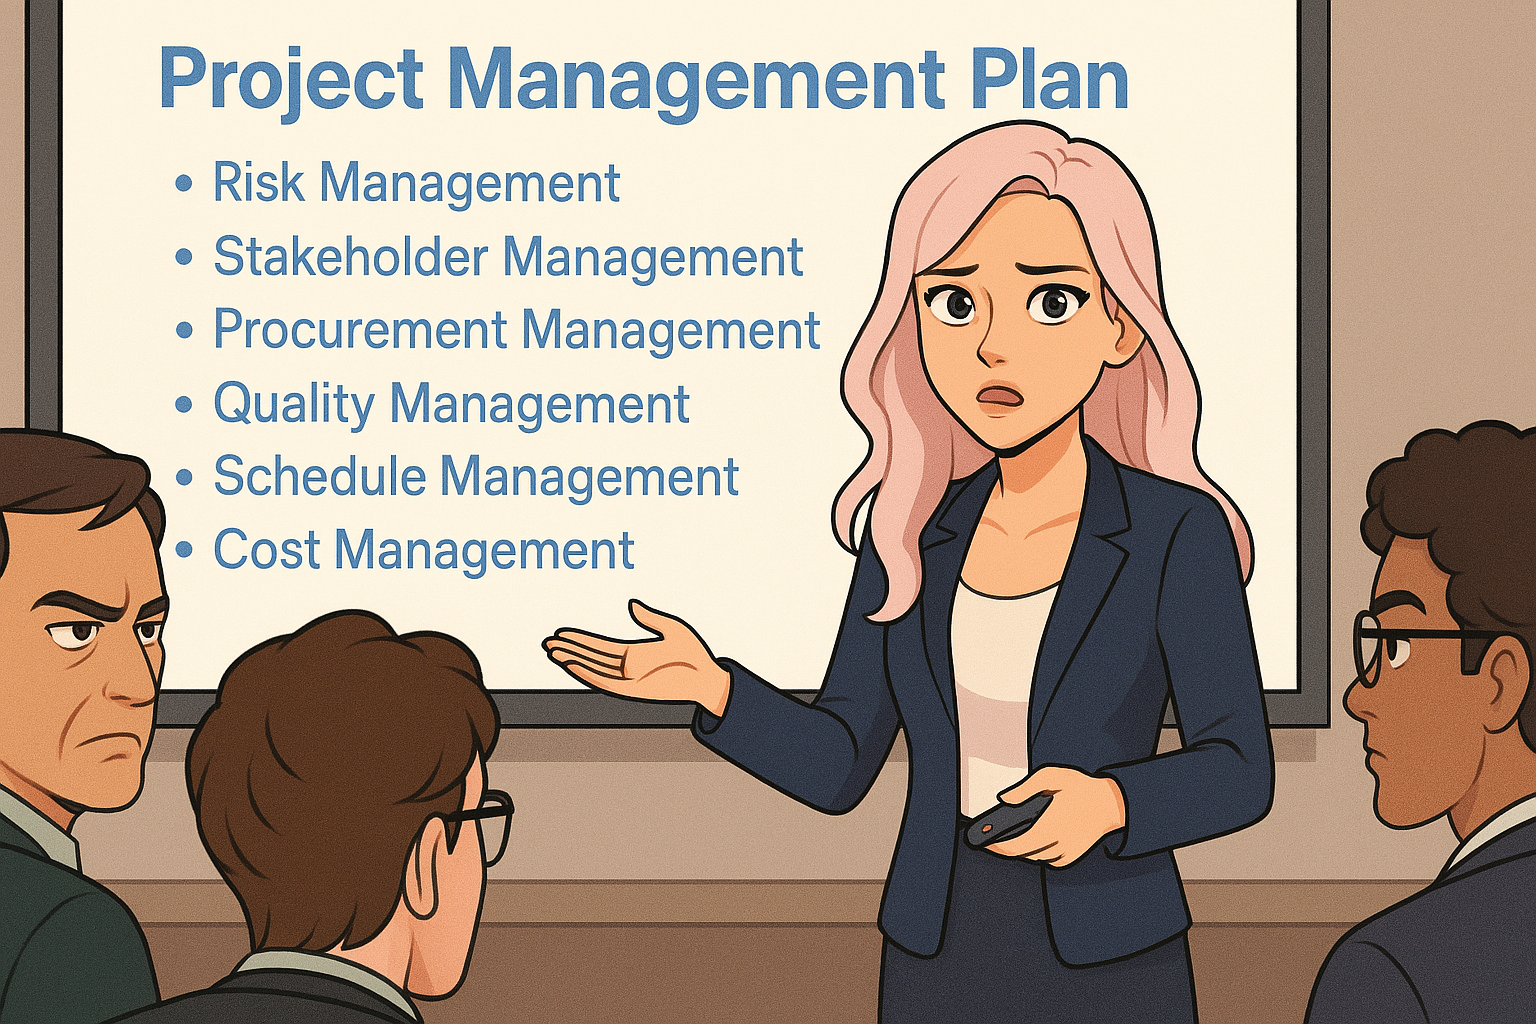 Project Management Plan
• Risk Management
• Stakeholder Management
• Procurement Management
• Quality Management
• Schedule Management
• Cost Management